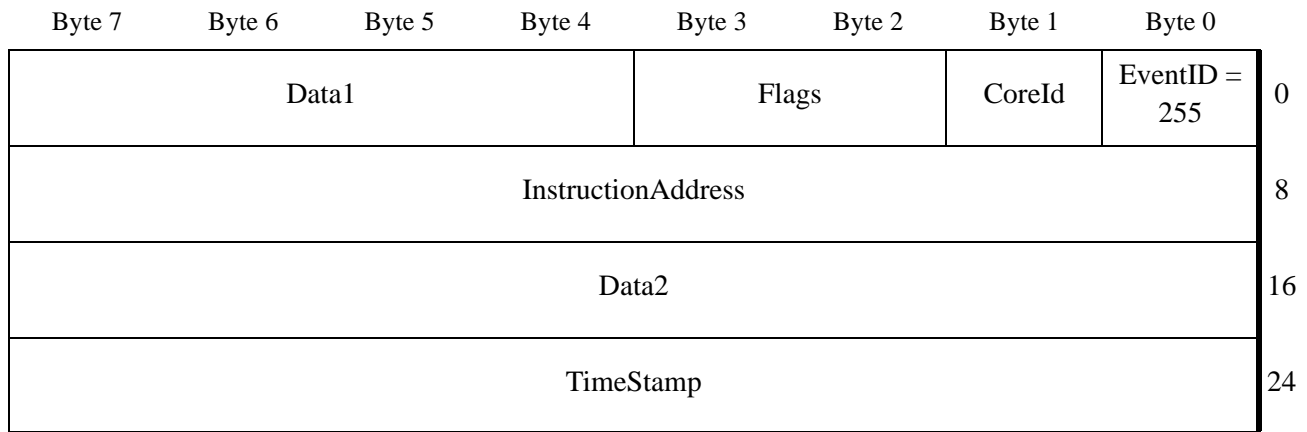 Byte 7 Byte 6 Byte 5 Byte 4 Byte 3 Byte 2 Byte 1 Byte 0
Data1 Flags CoreId EventID = 255 0
InstructionAddress 8
Data2 16
TimeStamp 24